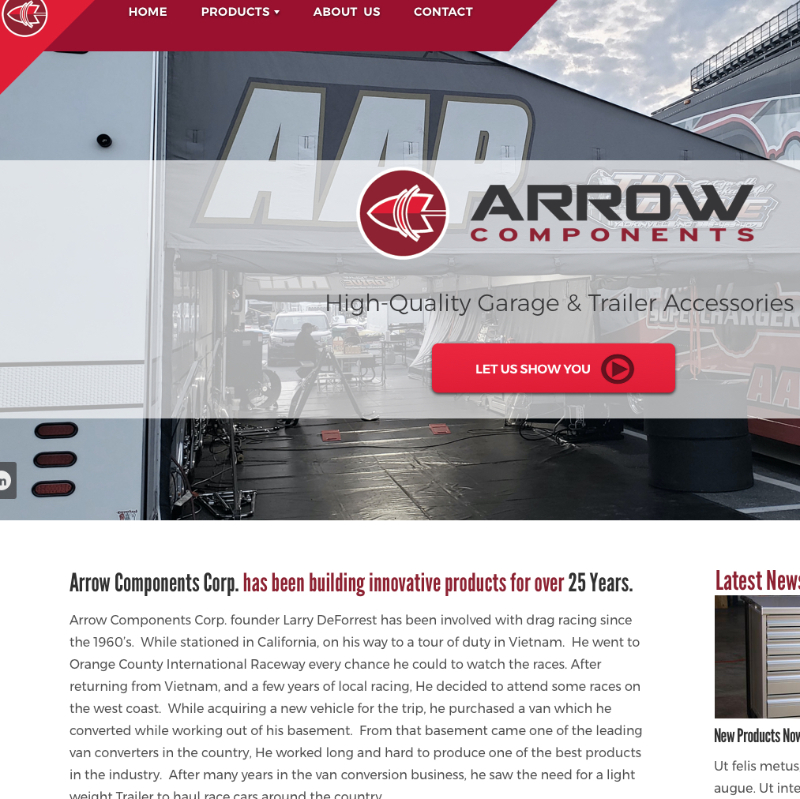 HOME PRODUCTS ABOUT US CONTACT
AAP
ARROW
COMPONENTS
High-Quality Garage & Trailer Accessories
SUPERCHARGER
LET US SHOW YOU
Arrow Components Corp. has been building innovative products for over 25 Years.
Arrow Components Corp. founder Larry DeForrest has been involved with drag racing since
the 1960's. While stationed in California, on his way to a tour of duty in Vietnam. He went to
Orange County International Raceway every chance he could to watch the races. After
returning from Vietnam, and a few years of local racing, He decided to attend some races on
the west coast. While acquiring a new vehicle for the trip, he purchased a van which he
converted while working out of his basement. From that basement came one of the leading
van converters in the country, He worked long and hard to produce one of the best products
in the industry. After many years in the van conversion business, he saw the need for a light
weight Trailer to haul race cars around the country.
Latest News
New Products Now
Ut felis metus
augue. Ut inte